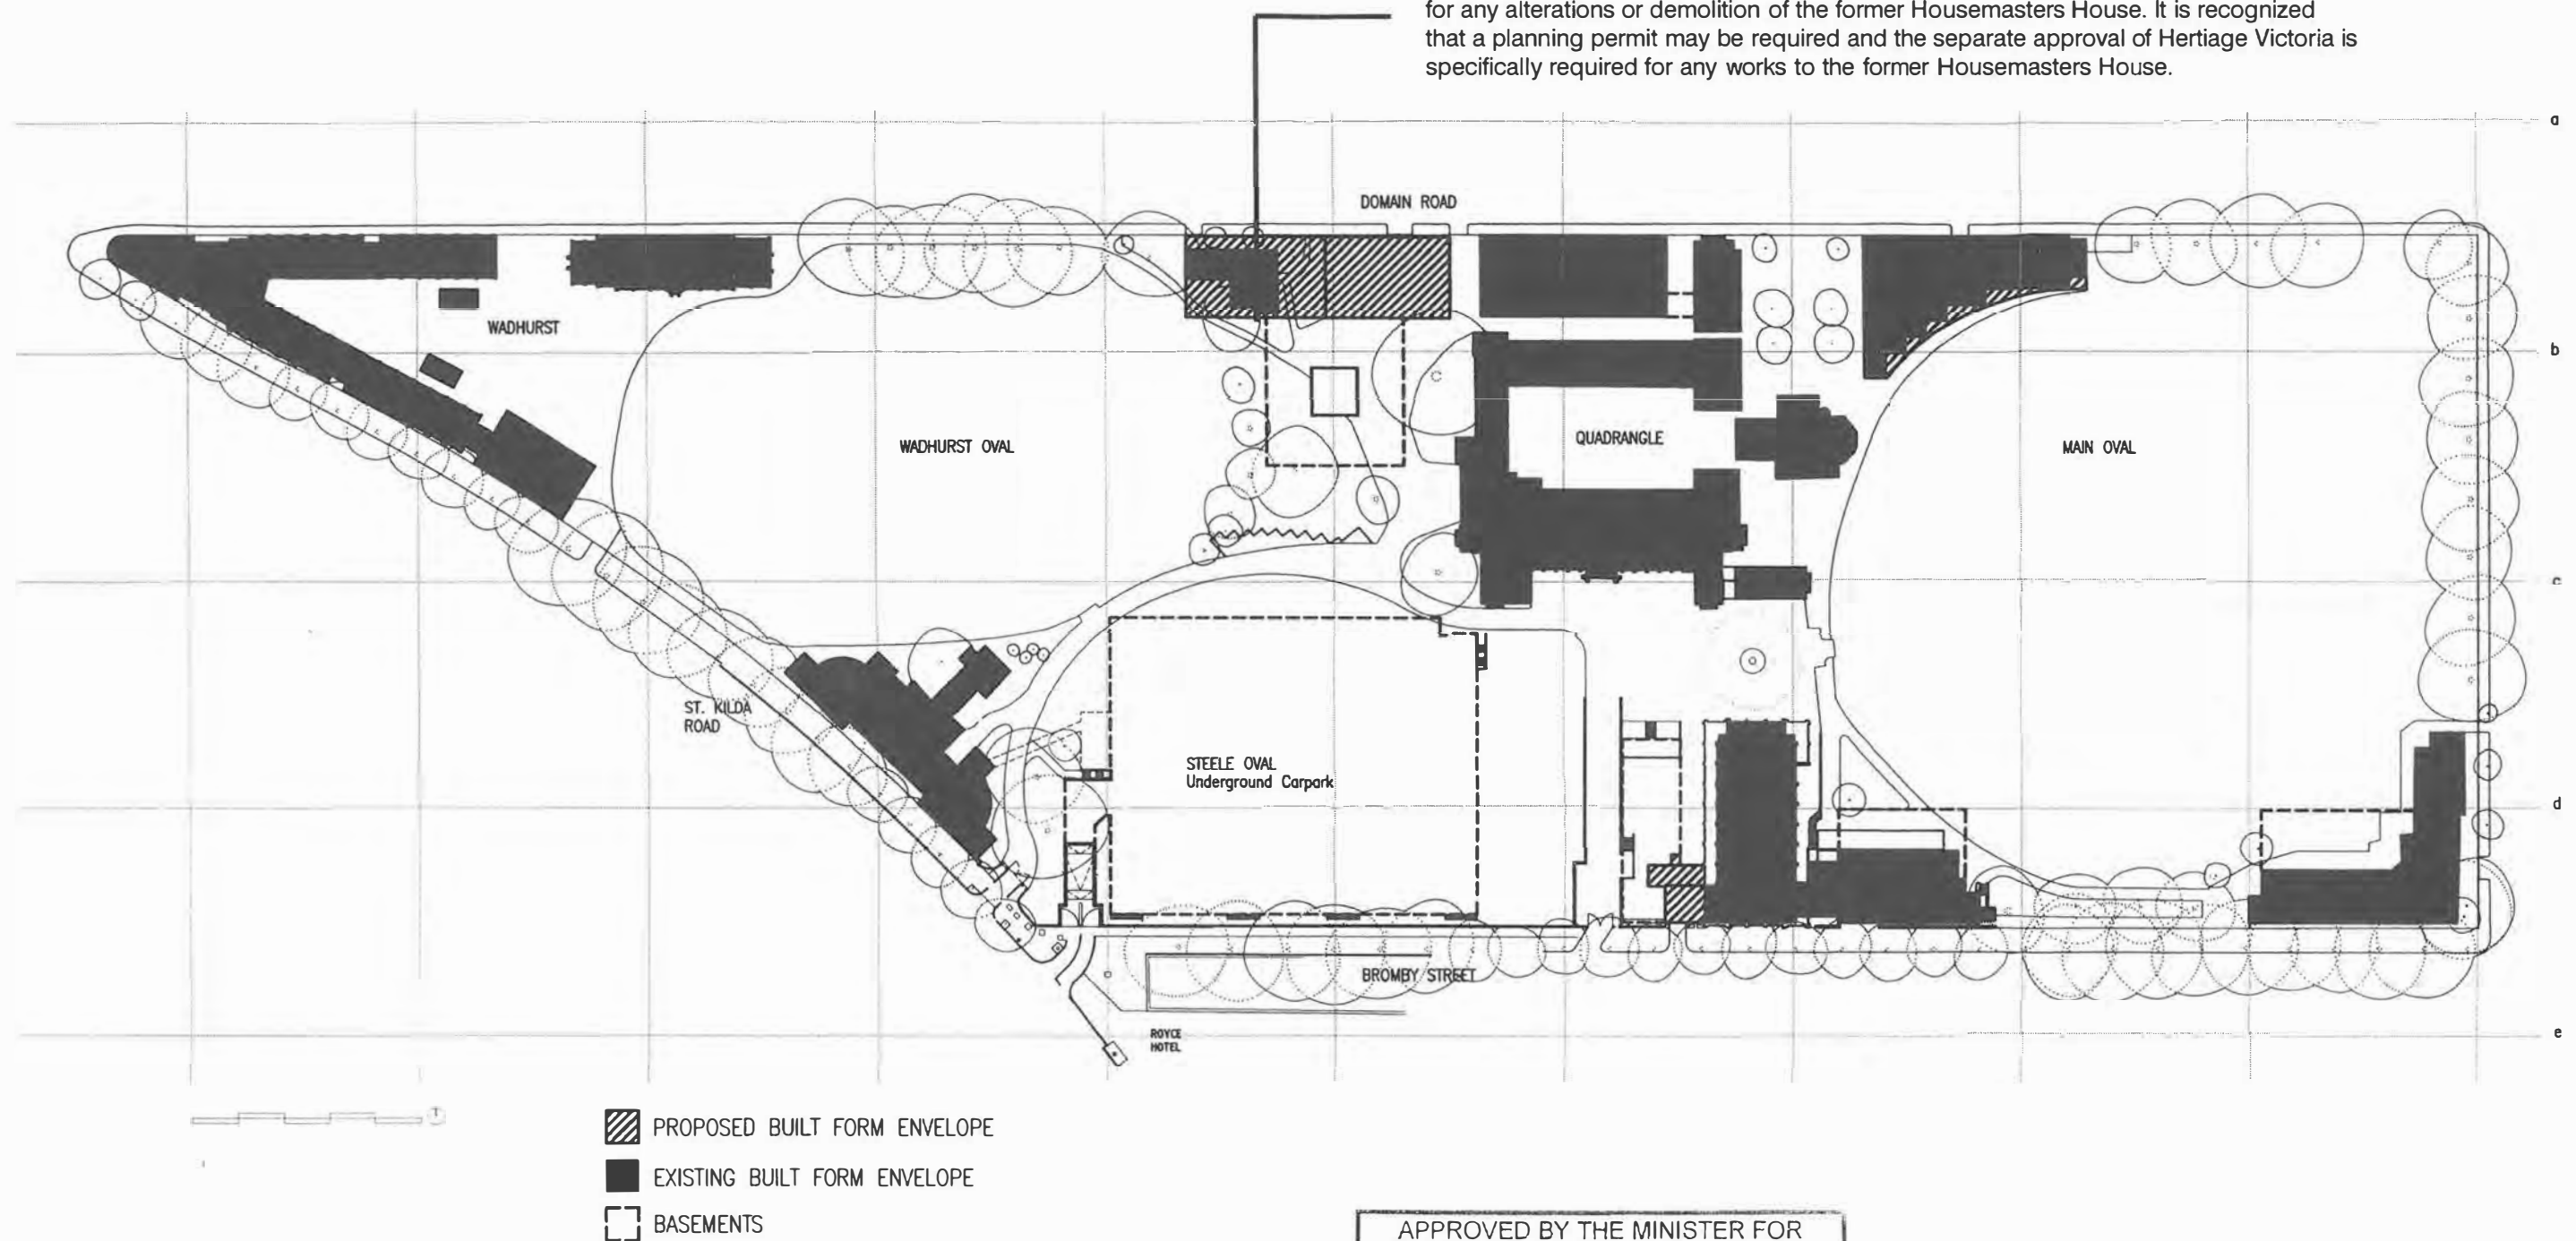 for any alterations or demolition of the former Housemasters House. It is recognized
that a planning permit may be required and the separate approval of Hertiage Victoria is
specifically required for any works to the former Housemasters House.
a
DOMAIN ROAD
WADHURST
b
WADHURST OVAL
QUADRANGLE
MAIN OVAL
c
ST. KILDA
ROAD
STEELE OVAL
Underground Carpark
d
BROMBY STREET
ROYCE
HOTEL
e
PROPOSED BUILT FORM ENVELOPE
EXISTING BUILT FORM ENVELOPE
BASEMENTS
APPROVED BY THE MINISTER FOR